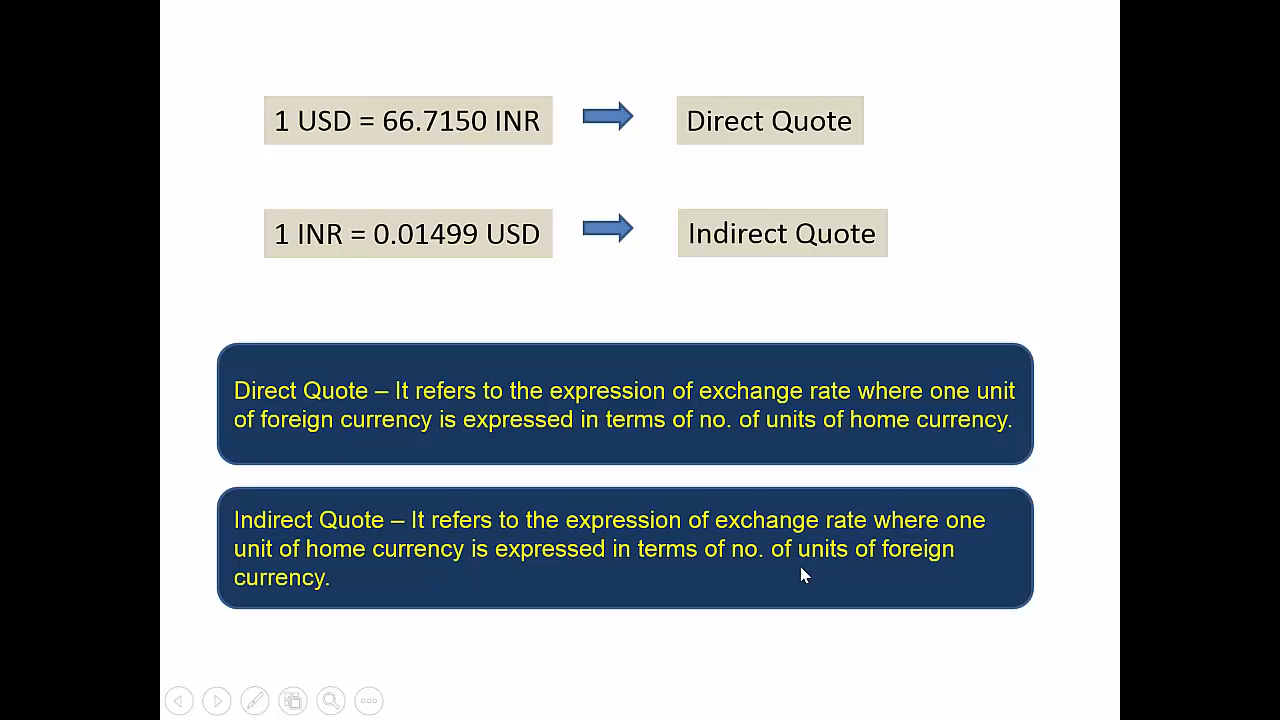 1 USD = 66.7150 INR
Direct Quote
1 INR = 0.01499 USD
Indirect Quote
Direct Quote – It refers to the expression of exchange rate where one unit
of foreign currency is expressed in terms of no. of units of home currency.
Indirect Quote – It refers to the expression of exchange rate where one
unit of home currency is expressed in terms of no. of units of foreign
currency.